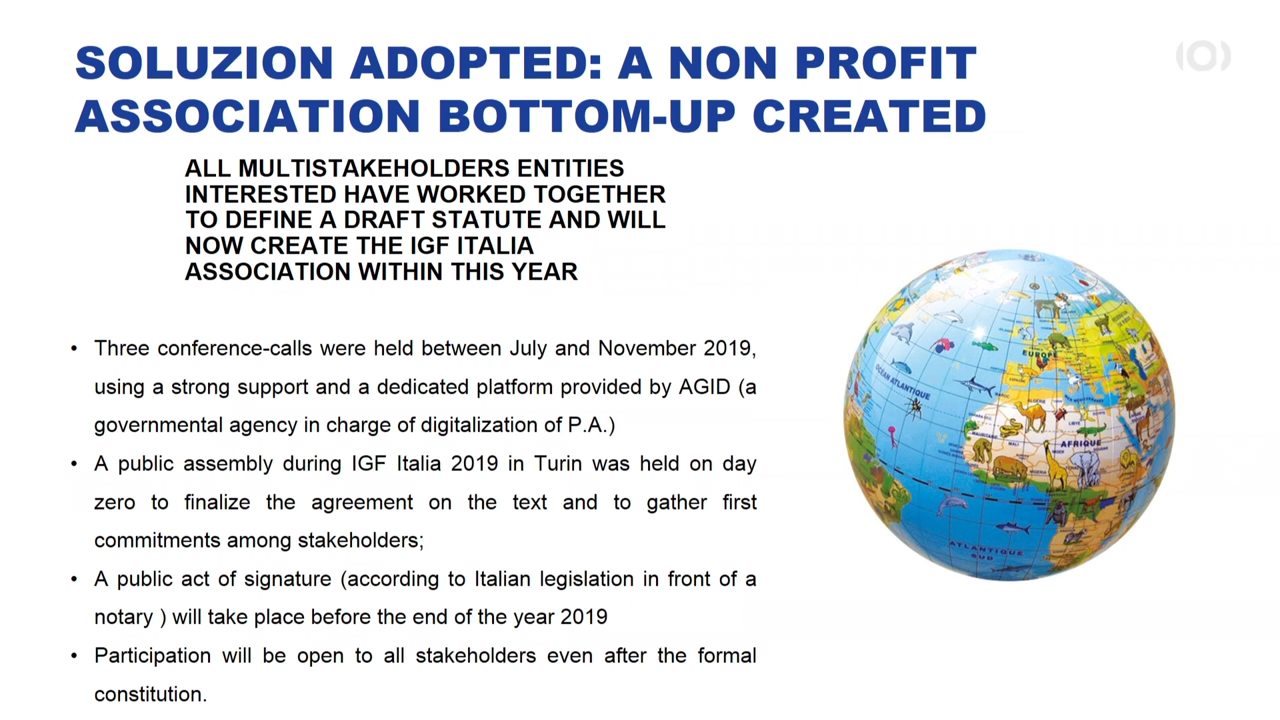 SOLUZION ADOPTED: A NON PROFIT
ASSOCIATION BOTTOM-UP CREATED
ALL MULTISTAKEHOLDERS ENTITIES
INTERESTED HAVE WORKED TOGETHER
TO DEFINE A DRAFT STATUTE AND WILL
NOW CREATE THE IGF ITALIA
ASSOCIATION WITHIN THIS YEAR
• Three conference-calls were held between July and November 2019,
using a strong support and a dedicated platform provided by AGID (a
governmental agency in charge of digitalization of P.A.)
• A public assembly during IGF Italia 2019 in Turin was held on day
zero to finalize the agreement on the text and to gather first
commitments among stakeholders;
• A public act of signature (according to Italian legislation in front of a
notary ) will take place before the end of the year 2019
• Participation will be open to all stakeholders even after the formal
constitution.
EUROPE
OCEAN ATLANTIQUE
AFRIQUE
ATLANTIQUE
SUD